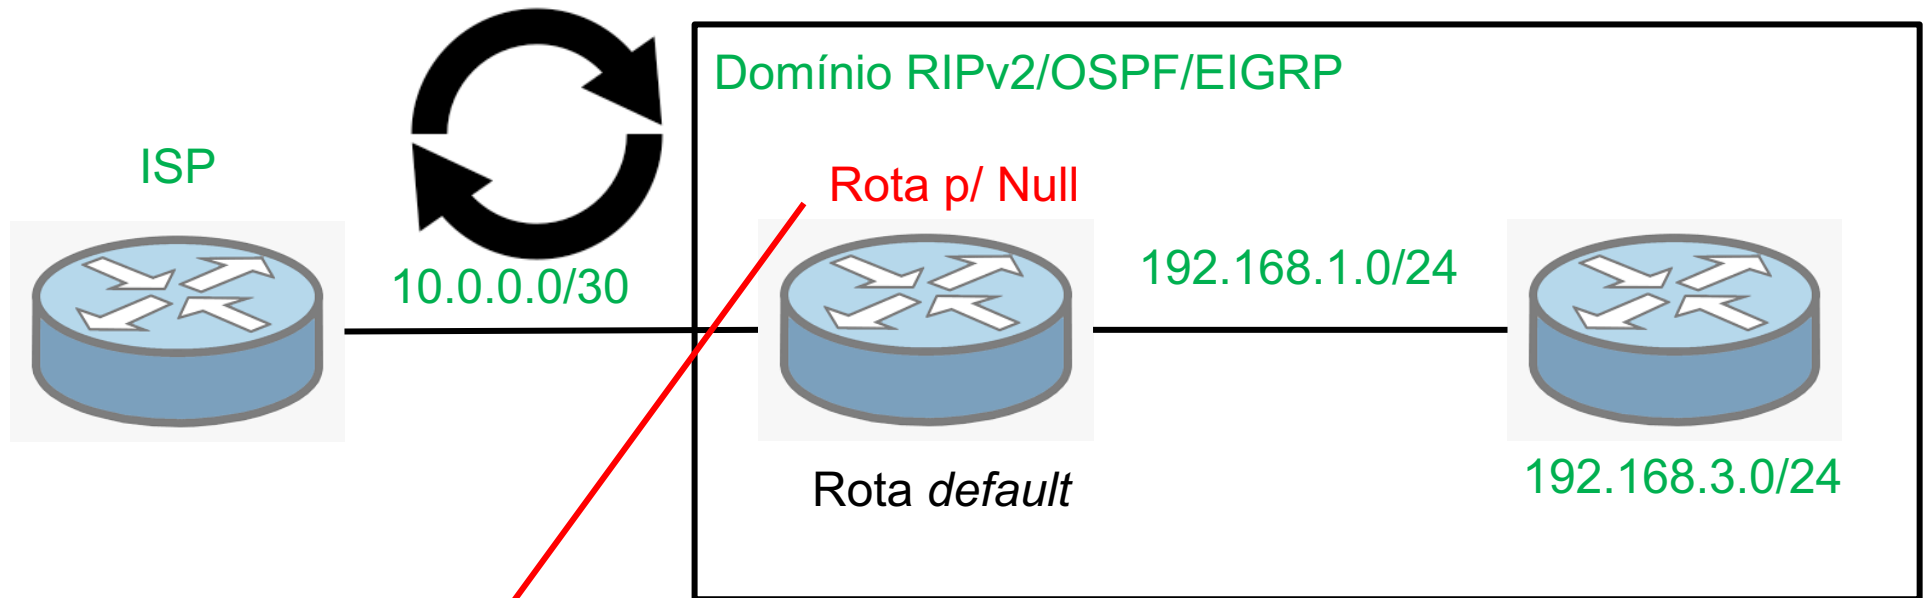 Domínio RIPv2/OSPF/EIGRP
ISP
Rota p/ Null
10.0.0.0/30
192.168.1.0/24
Rota default
192.168.3.0/24